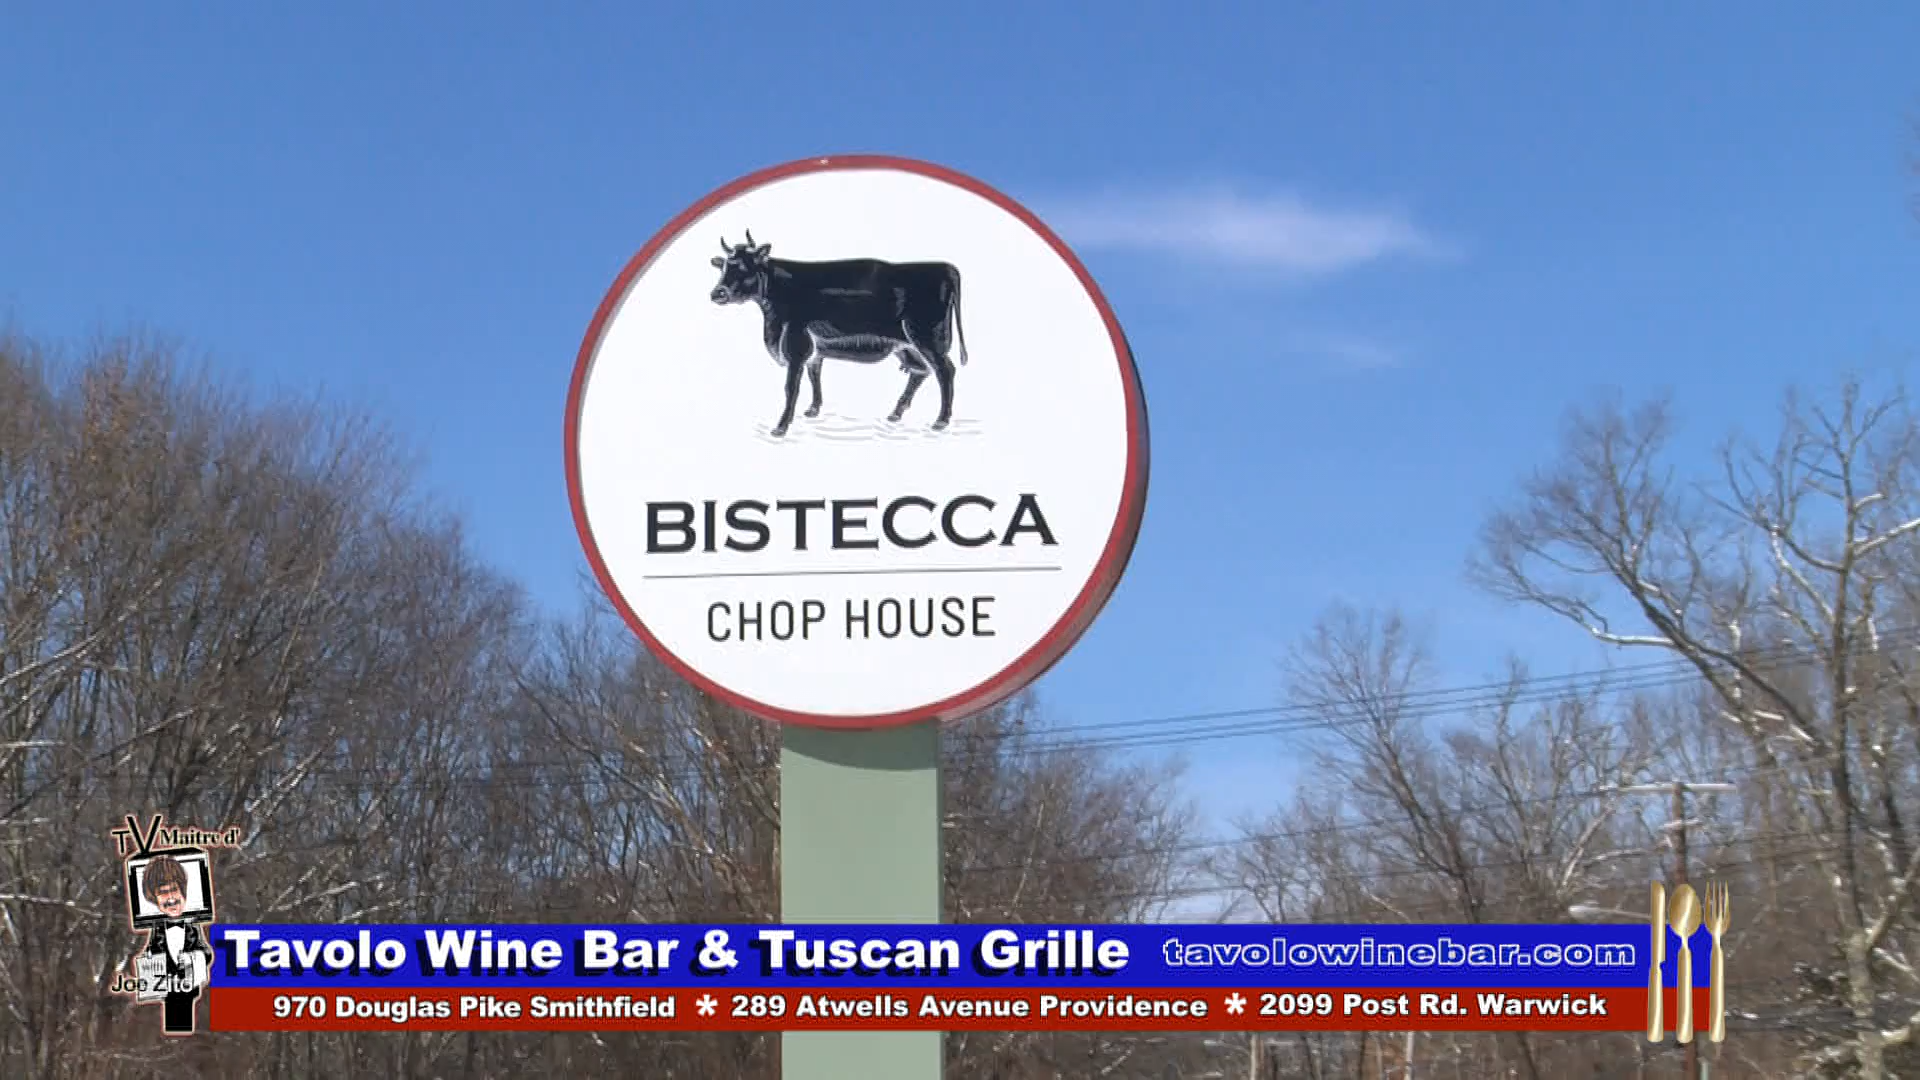 BISTECCA
CHOP HOUSE
TV Maitre d'
with
Joe Zito
Tavolo Wine Bar & Tuscan Grille tavolowinebar.com
970 Douglas Pike Smithfield * 289 Atwells Avenue Providence * 2099 Post Rd. Warwick